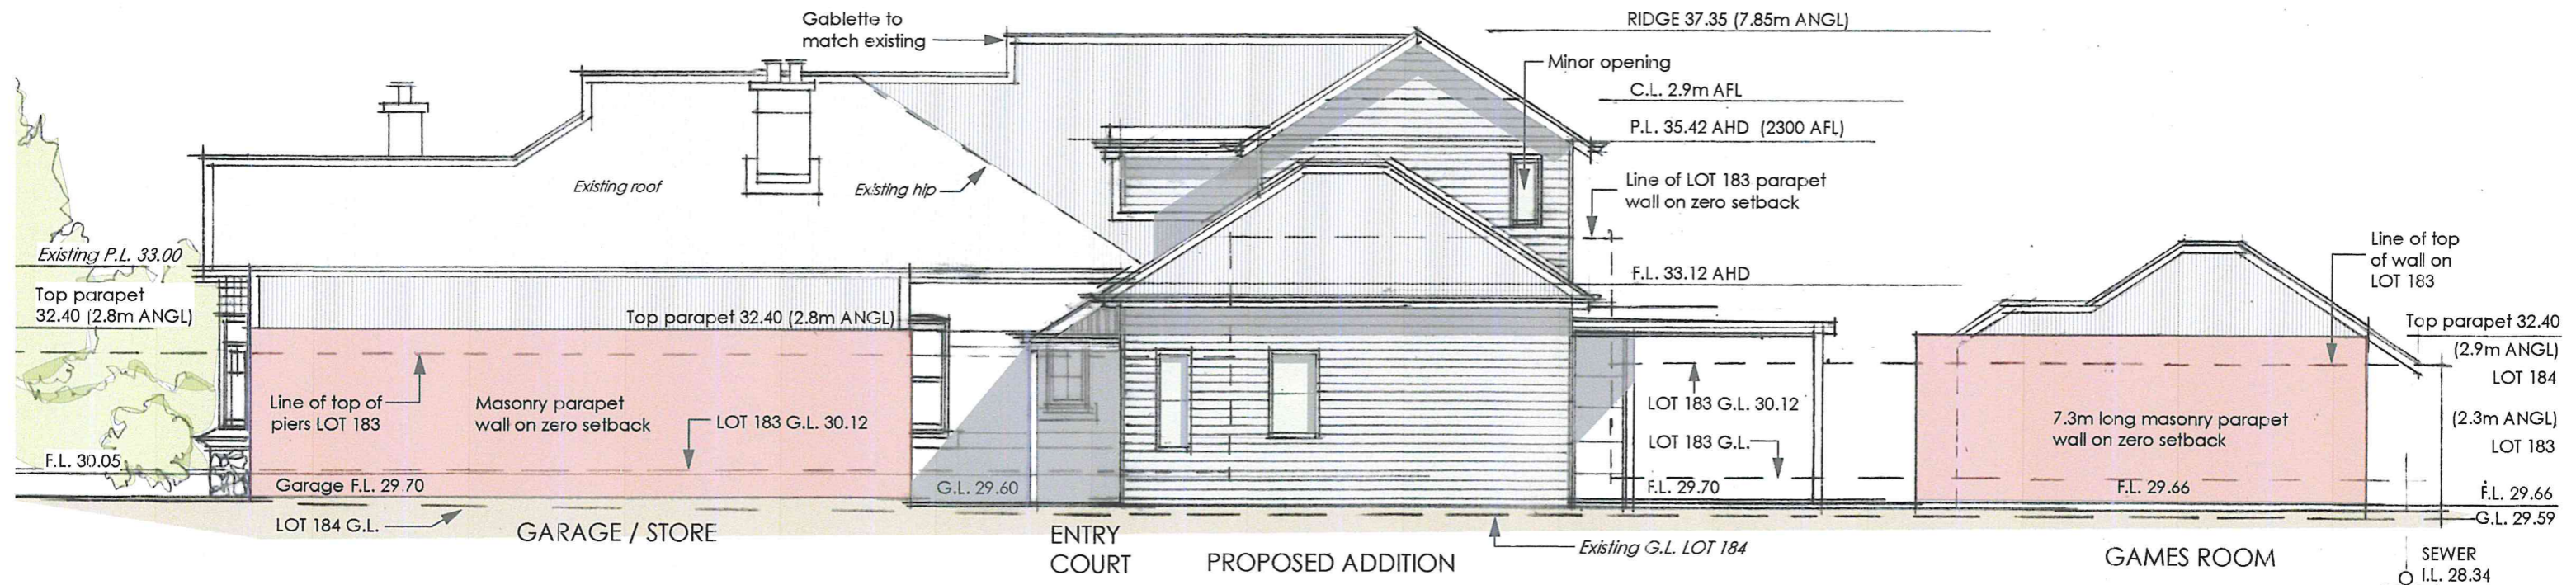 Gablette to
match existing
RIDGE 37.35 (7.85m ANGL)
Minor opening
C.L. 2.9m AFL
P.L. 35.42 AHD (2300 AFL)
Existing roof
Existing hip
Line of LOT 183 parapet
wall on zero setback
Existing P.L. 33.00
F.L. 33.12 AHD
Line of top
of wall on
LOT 183
Top parapet
32.40 (2.8m ANGL)
Top parapet 32.40 (2.8m ANGL)
Top parapet 32.40
(2.9m ANGL)
LOT 184
(2.3m ANGL)
LOT 183
Line of top of
piers LOT 183
Masonry parapet
wall on zero setback
LOT 183 G.L. 30.12
LOT 183 G.L. 30.12
LOT 183 G.L.
7.3m long masonry parapet
wall on zero setback
F.L. 30.05
Garage F.L. 29.70
G.L. 29.60
F.L. 29.70
F.L. 29.66
F.L. 29.66
G.L. 29.59
LOT 184 G.L.
GARAGE / STORE
ENTRY
COURT
PROPOSED ADDITION
Existing G.L. LOT 184
GAMES ROOM
SEWER
I.L. 28.34